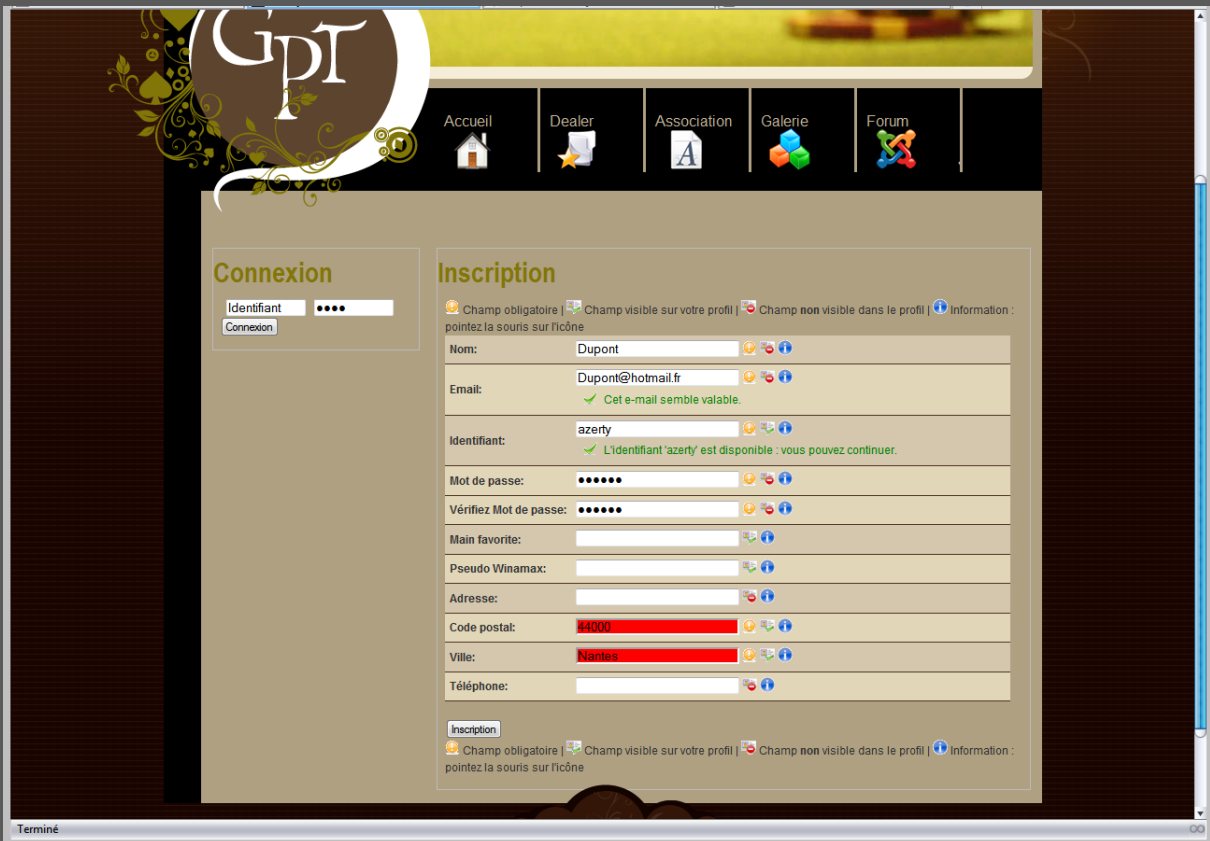 GpT
Accueil
Dealer
Association
Galerie
Forum
Connexion
Identifiant
Connexion
Inscription
Champ obligatoire | Champ visible sur votre profil | Champ non visible dans le profil | Information :
pointez la souris sur l'icône
Nom: Dupont
Email: Dupont@hotmail.fr
Cet e-mail semble valable.
Identifiant: azerty
L'identifiant 'azerty' est disponible : vous pouvez continuer.
Mot de passe: ●●●●●●
Vérifiez Mot de passe: ●●●●●●
Main favorite:
Pseudo Winamax:
Adresse:
Code postal: 44000
Ville: Nantes
Téléphone:
Inscription
Champ obligatoire | Champ visible sur votre profil | Champ non visible dans le profil | Information :
pointez la souris sur l'icône
Terminé